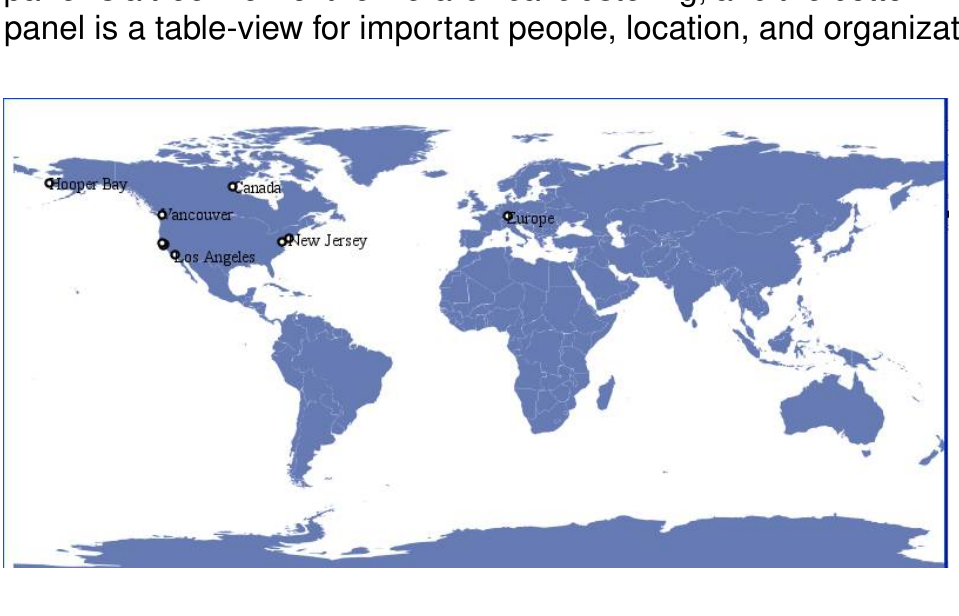 panel is a table-view for important people, location, and organizat
Hooper Bay
Canada
Vancouver
Europe
New Jersey
Los Angeles